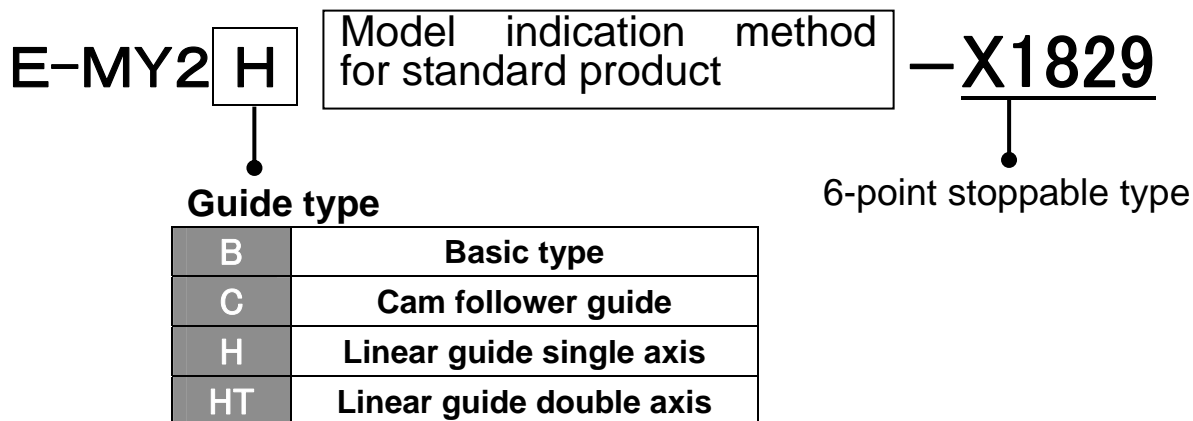 E-MY2 H Model indication method -X1829
for standard product
6-point stoppable type
Guide type
B Basic type
C Cam follower guide
H Linear guide single axis
HT Linear guide double axis